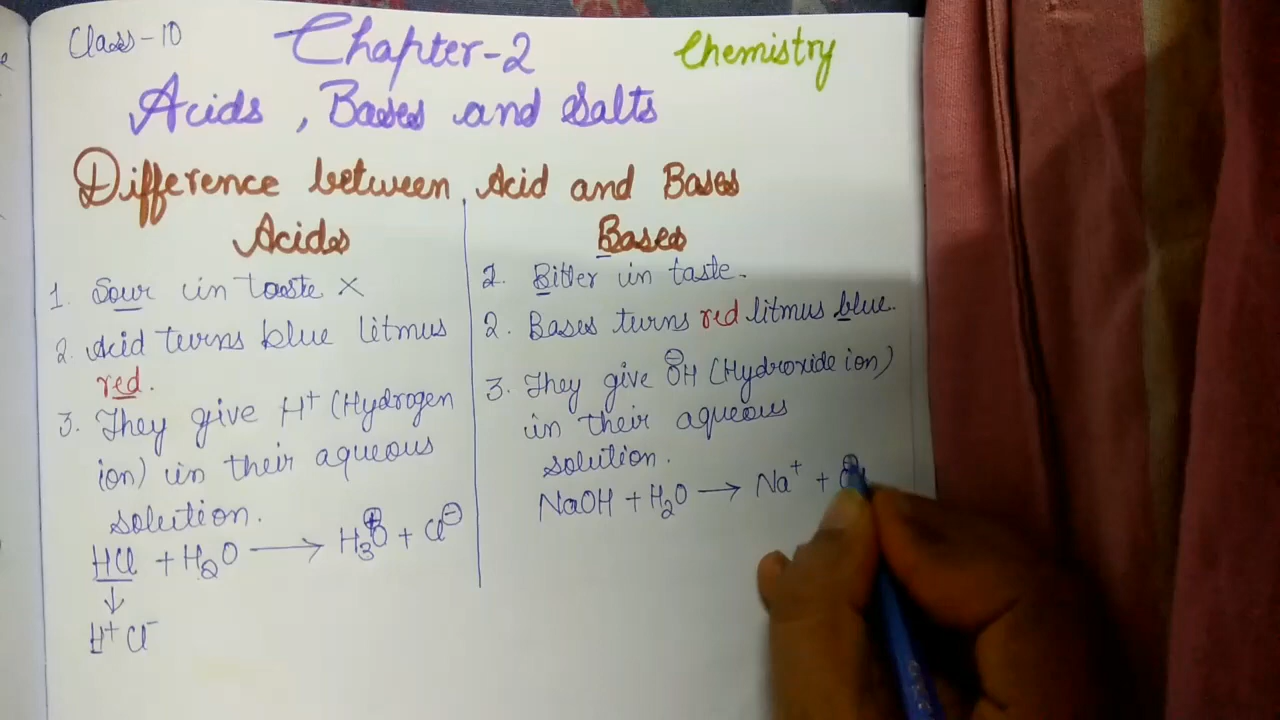 Class-10
Chapter-2
Chemistry
Acids, Bases and Salts
Difference between Acid and Bases
Acids
1. Sour in taste ×
2. Acid turns blue litmus
red.
3. They give H⁺ (Hydrogen
ion) in their aqueous
solution.
HCl + H₂O → H₃O⁺ + Cl⁻
↓
H⁺ Cl⁻
Bases
1. Bitter in taste.
2. Bases turns red litmus blue.
3. They give ⁻OH (Hydroxide ion)
in their aqueous
solution.
NaOH + H₂O → Na⁺ +